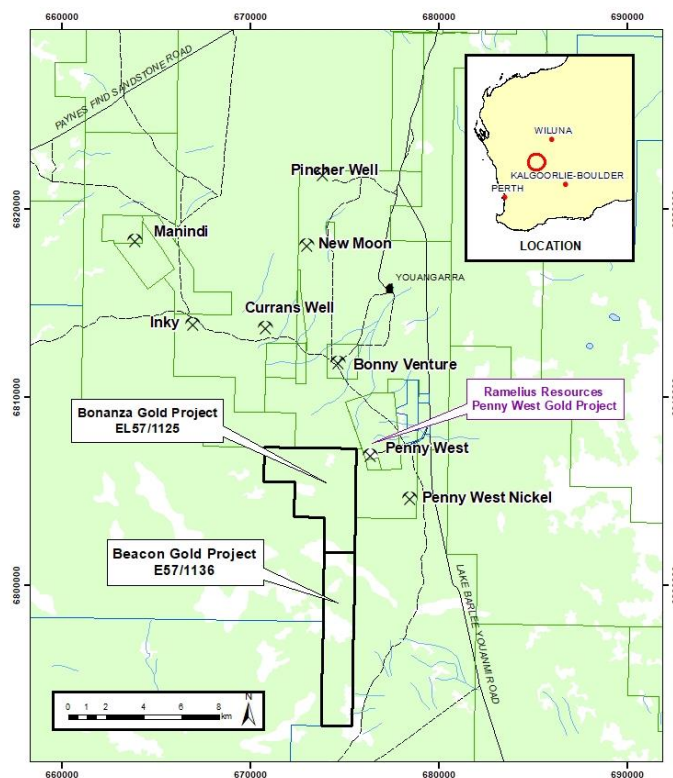 660000
670000
680000
690000
PAYNES FIND SANDSTONE ROAD
WILUNA
KALGOORLIE-BOULDER
PERTH
LOCATION
6820000
Pincher Well
Manindi
New Moon
YOUANGARRA
Currans Well
Inky
Bonny Venture
6810000
Ramelius Resources
Penny West Gold Project
Bonanza Gold Project
EL57/1125
Penny West
Penny West Nickel
Beacon Gold Project
E57/1136
6800000
LAKE BARLEE YOUANMI ROAD
N
0 1 2 4 6 8
km
660000
670000
680000
690000